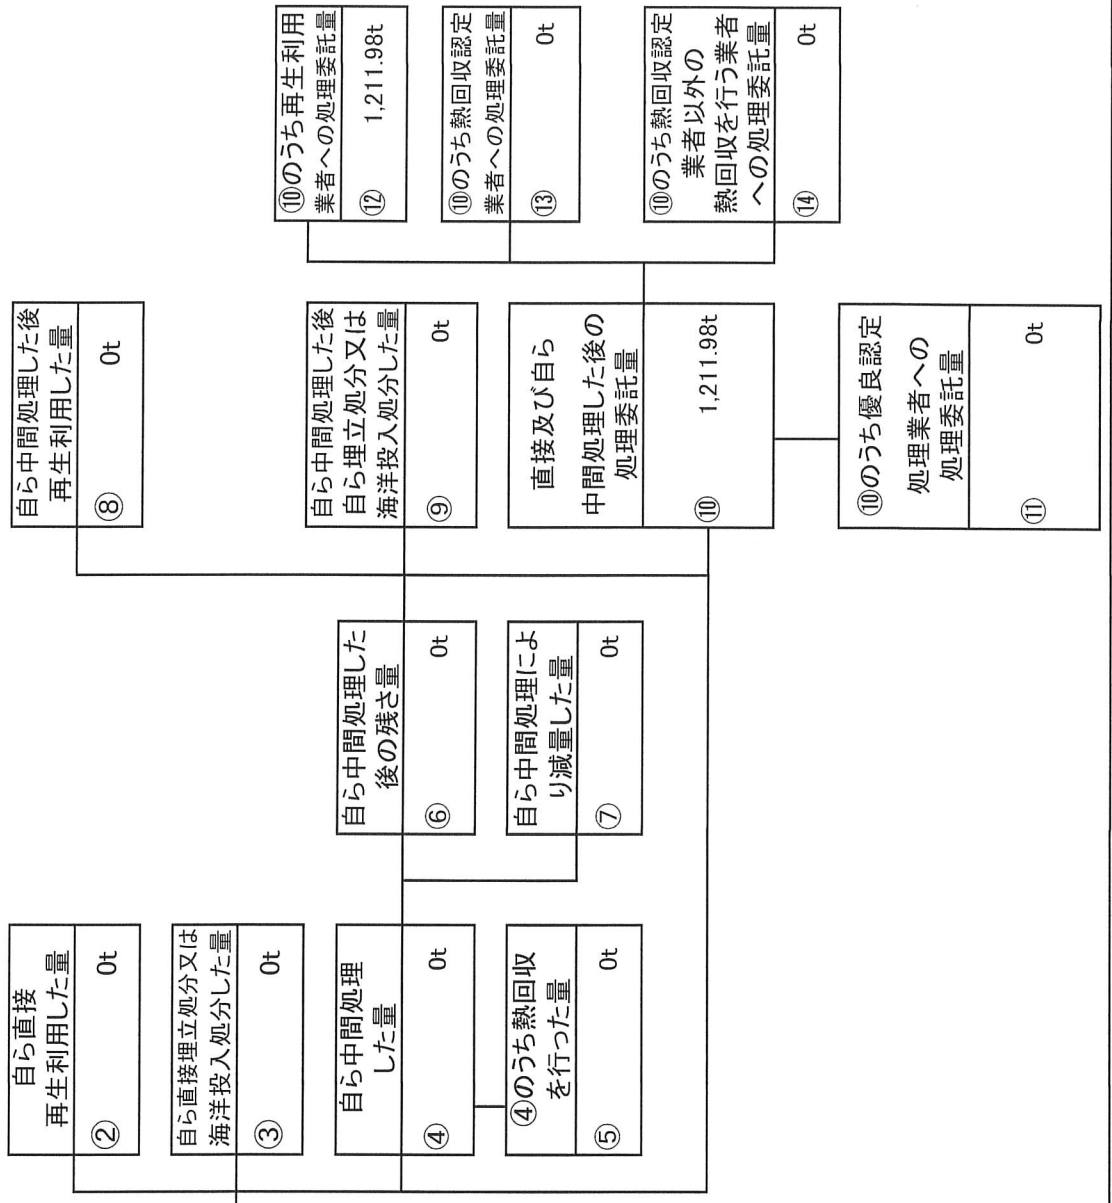 自ら直接
再生利用した量
②
0t
自ら直接埋立処分又は
海洋投入処分した量
③
0t
自ら中間処理
した量
④
0t
④のうち熱回収
を行った量
⑤
0t
自ら中間処理した
後の残さ量
⑥
0t
自ら中間処理によ
り減量した量
⑦
0t
自ら中間処理した後
再生利用した量
⑧
0t
自ら中間処理した後
自ら埋立処分又は
海洋投入処分した量
⑨
0t
直接及び自ら
中間処理した後の
処理委託量
⑩
1,211.98t
⑩のうち優良認定
処理業者への
処理委託量
⑪
0t
⑩のうち再生利用
業者への処理委託量
⑫
1,211.98t
⑩のうち熱回収認定
業者への処理委託量
⑬
0t
⑩のうち熱回収認定
業者以外の
熱回収を行う業者
への処理委託量
⑭
0t